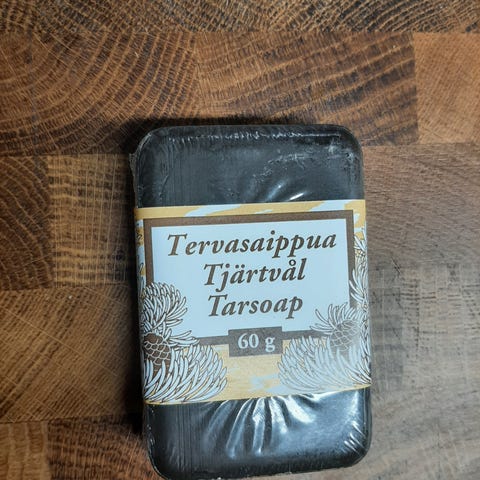 Tervasaippua
Tjärtvål
Tarsoap
60 g